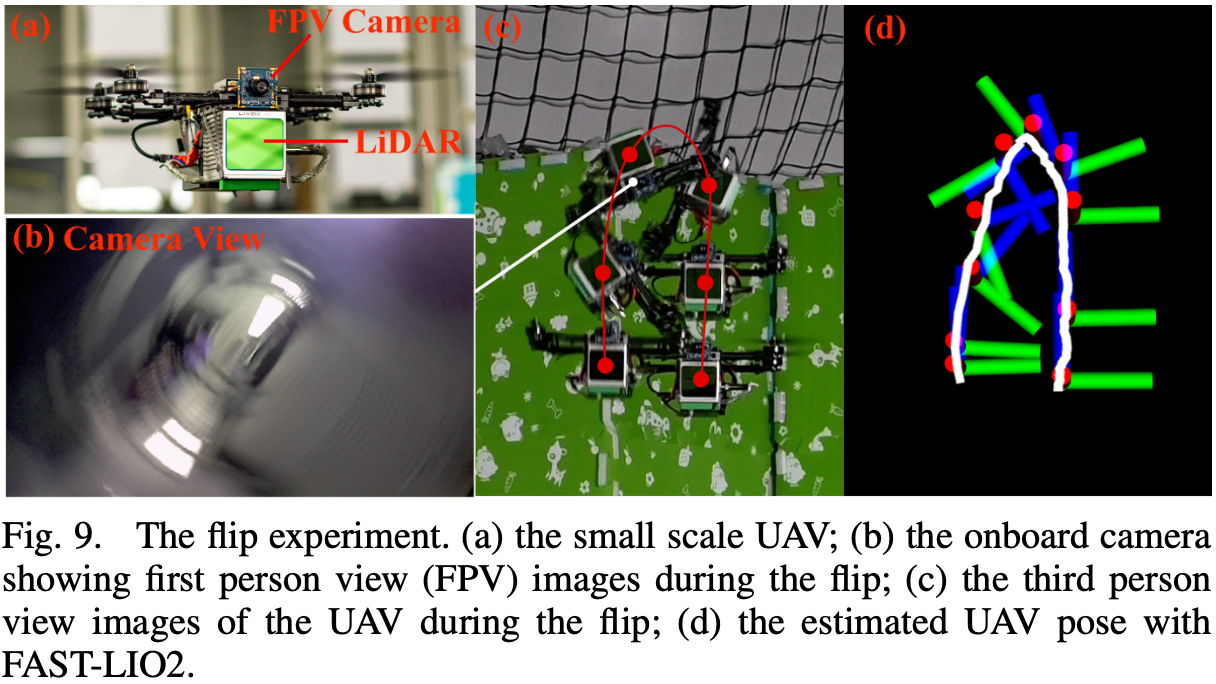 (a)
FPV Camera
LIVOX
LiDAR
(b) Camera View
(c)
(d)
Fig. 9. The flip experiment. (a) the small scale UAV; (b) the onboard camera
showing first person view (FPV) images during the flip; (c) the third person
view images of the UAV during the flip; (d) the estimated UAV pose with
FAST-LIO2.